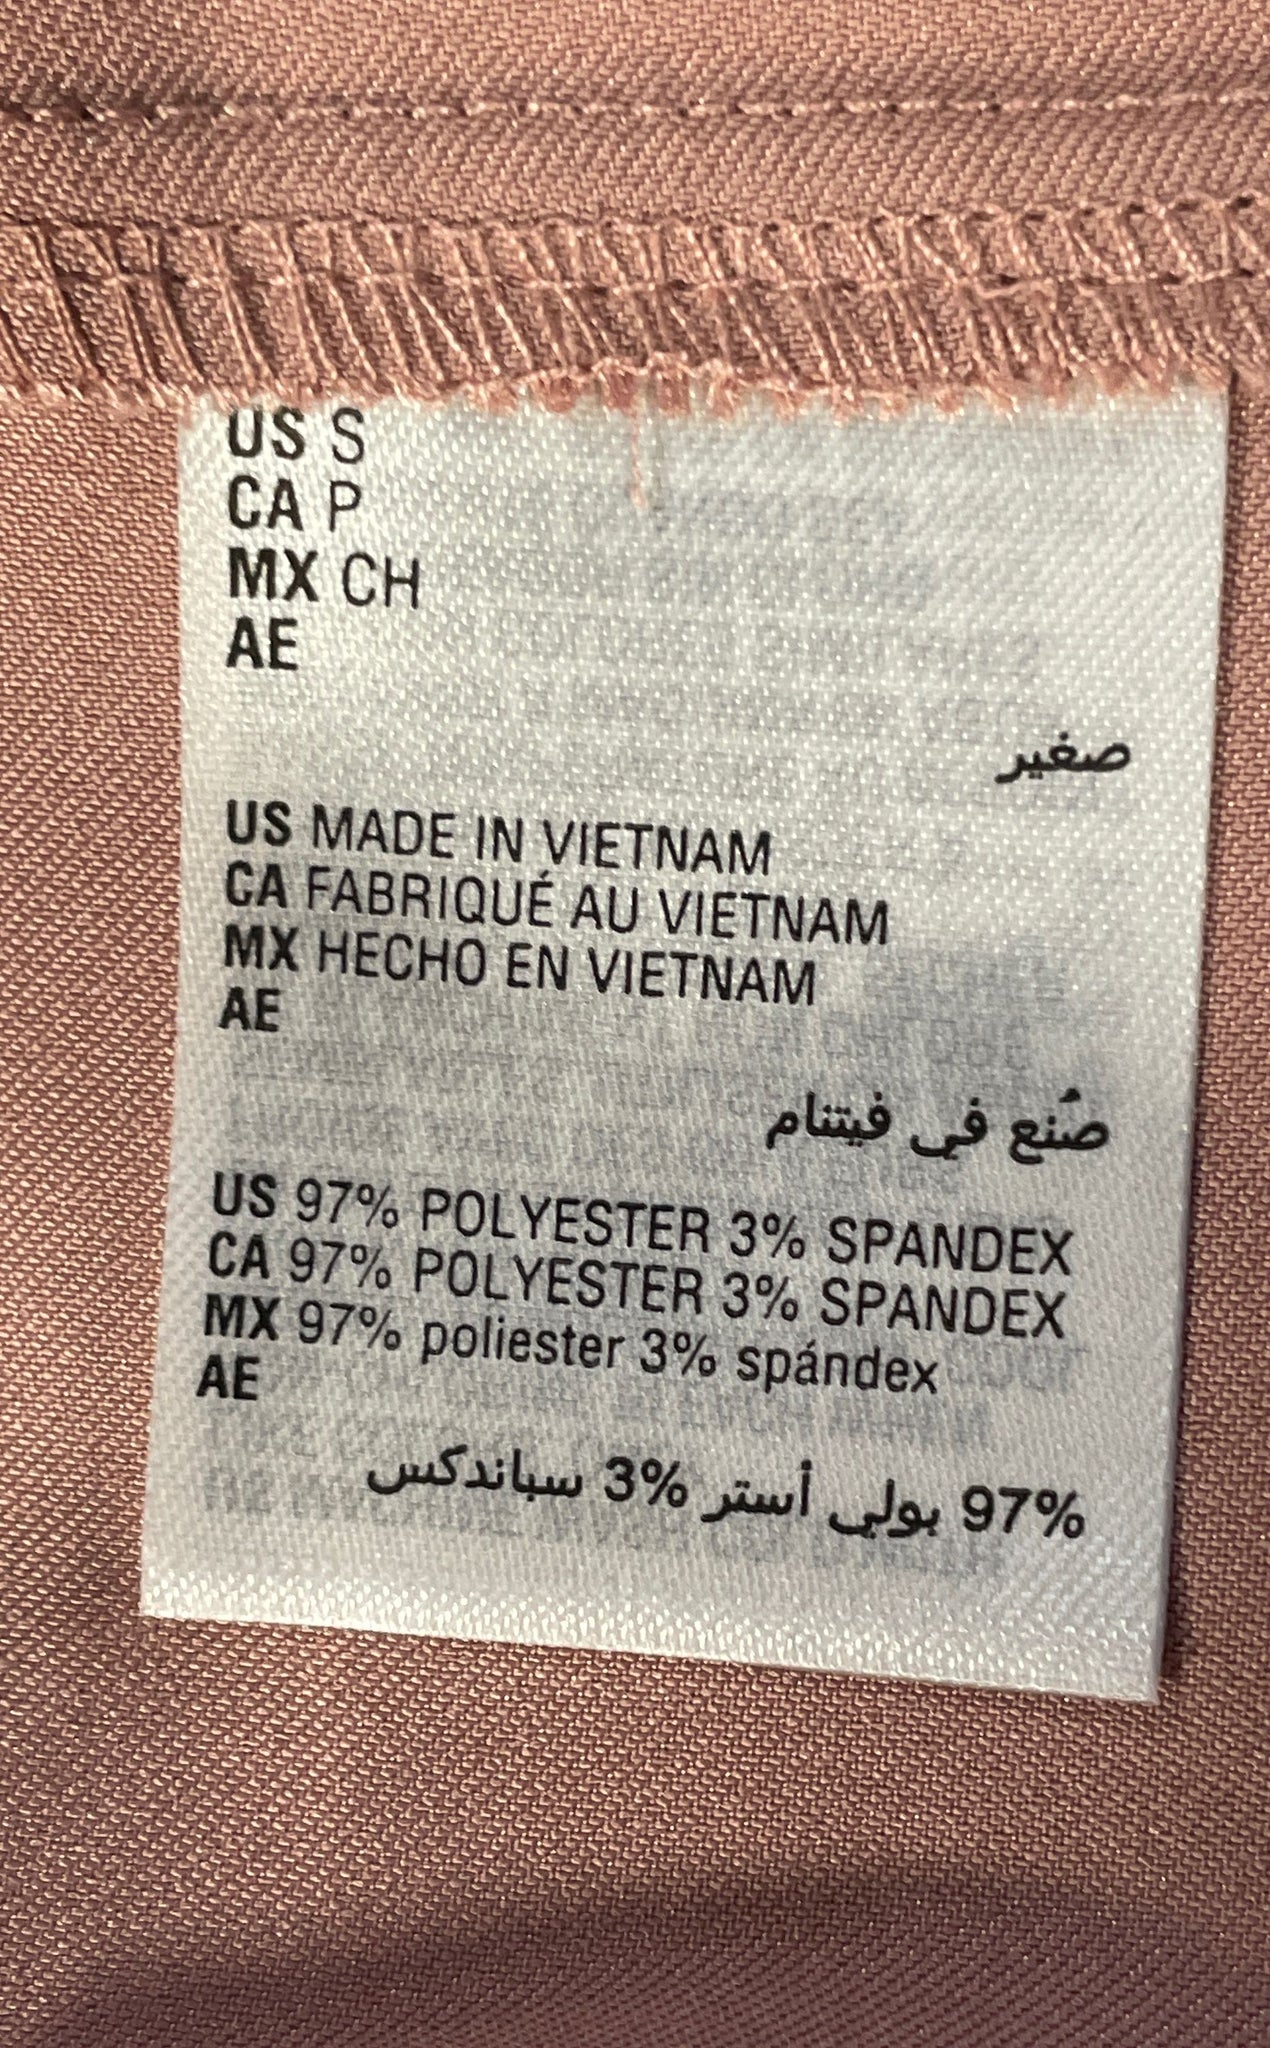 US S
CA P
MX CH
AE
صغير
US MADE IN VIETNAM
CA FABRIQUÉ AU VIETNAM
MX HECHO EN VIETNAM
AE
صُنع في فيتنام
US 97% POLYESTER 3% SPANDEX
CA 97% POLYESTER 3% SPANDEX
MX 97% poliester 3% spándex
AE
97% بولي أستر 3% سباندكس